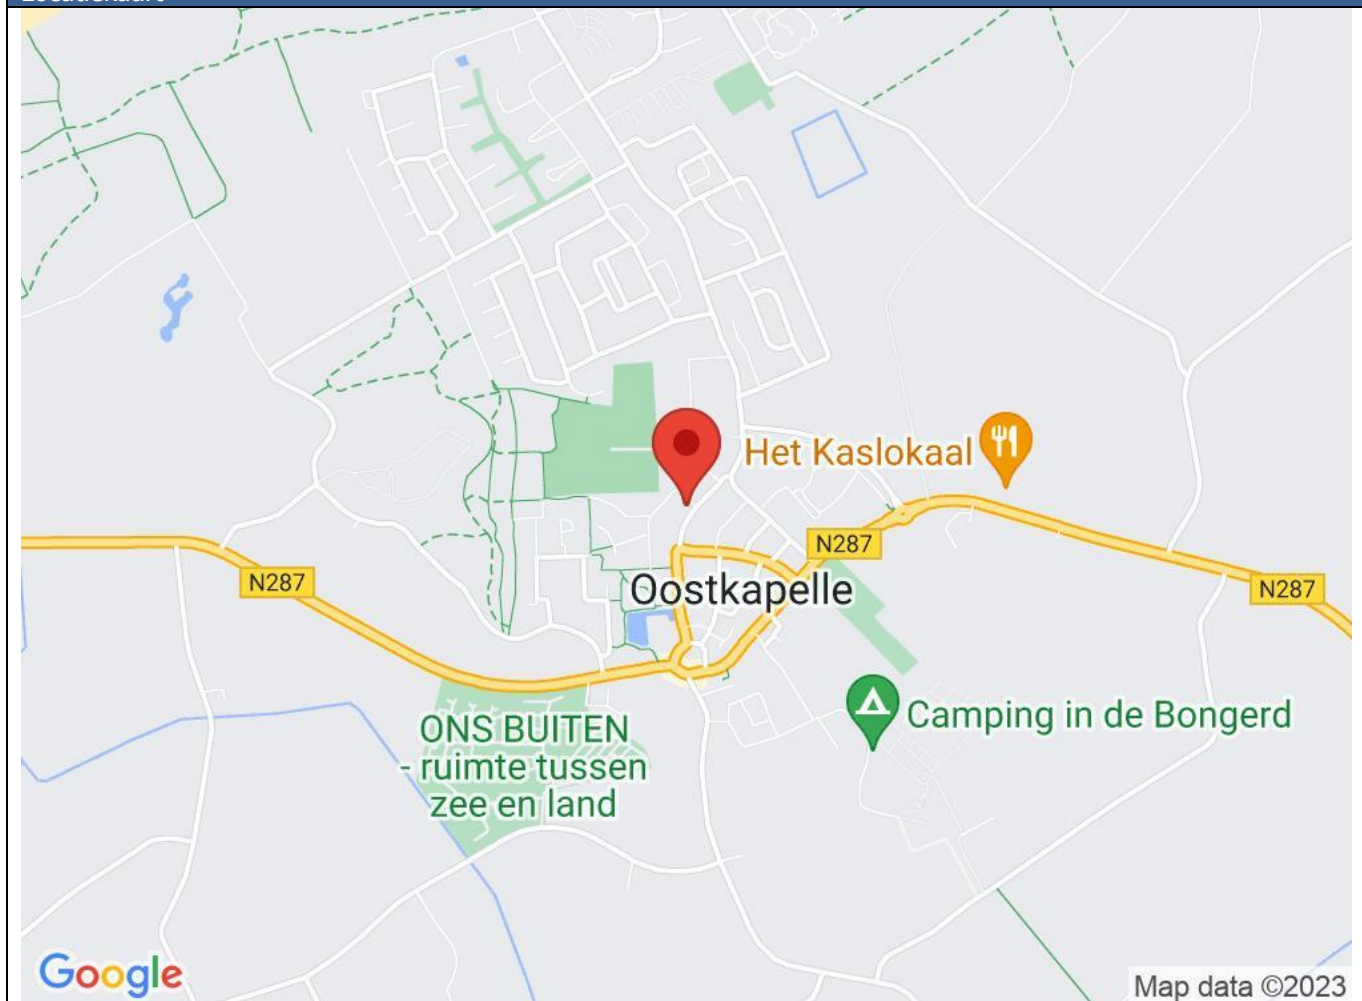 Het Kaslokaal
N287
N287
Oostkapelle
N287
ONS BUITEN
- ruimte tussen
zee en land
Camping in de Bongerd
Google
Map data ©2023